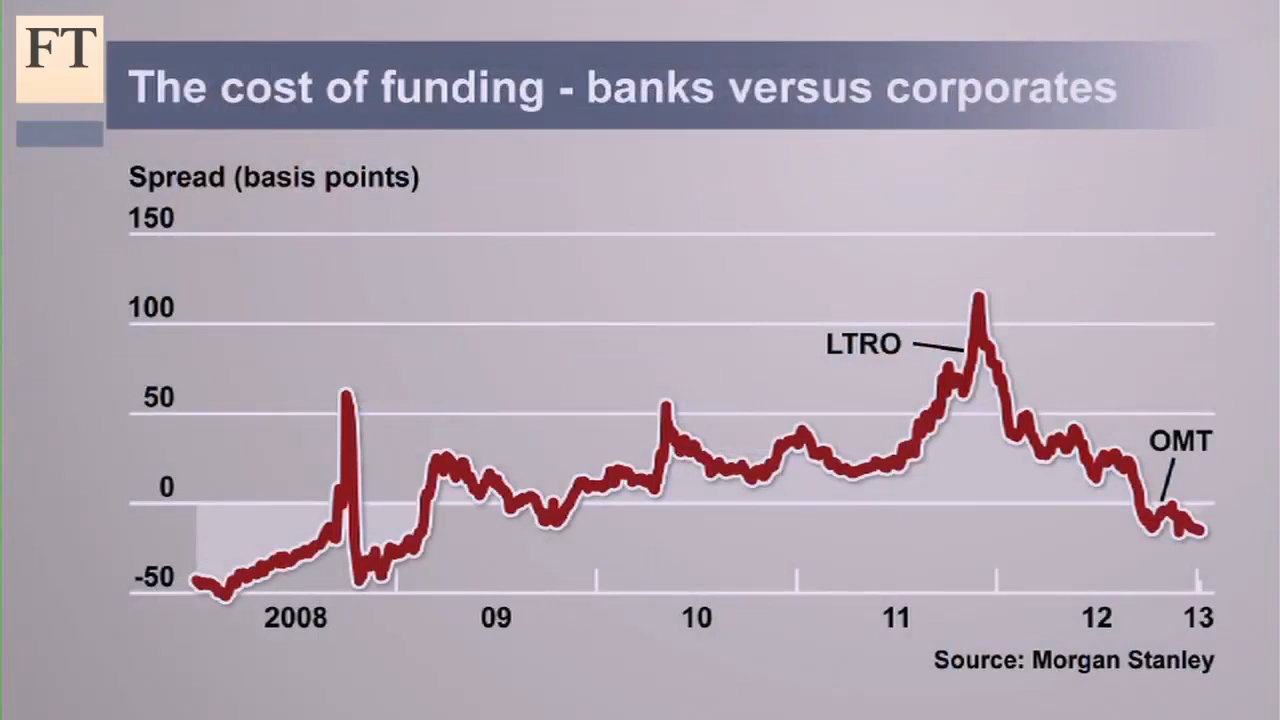 FT
The cost of funding - banks versus corporates
Spread (basis points)
150
100
LTRO
50
OMT
0
-50
2008 09 10 11 12 13
Source: Morgan Stanley